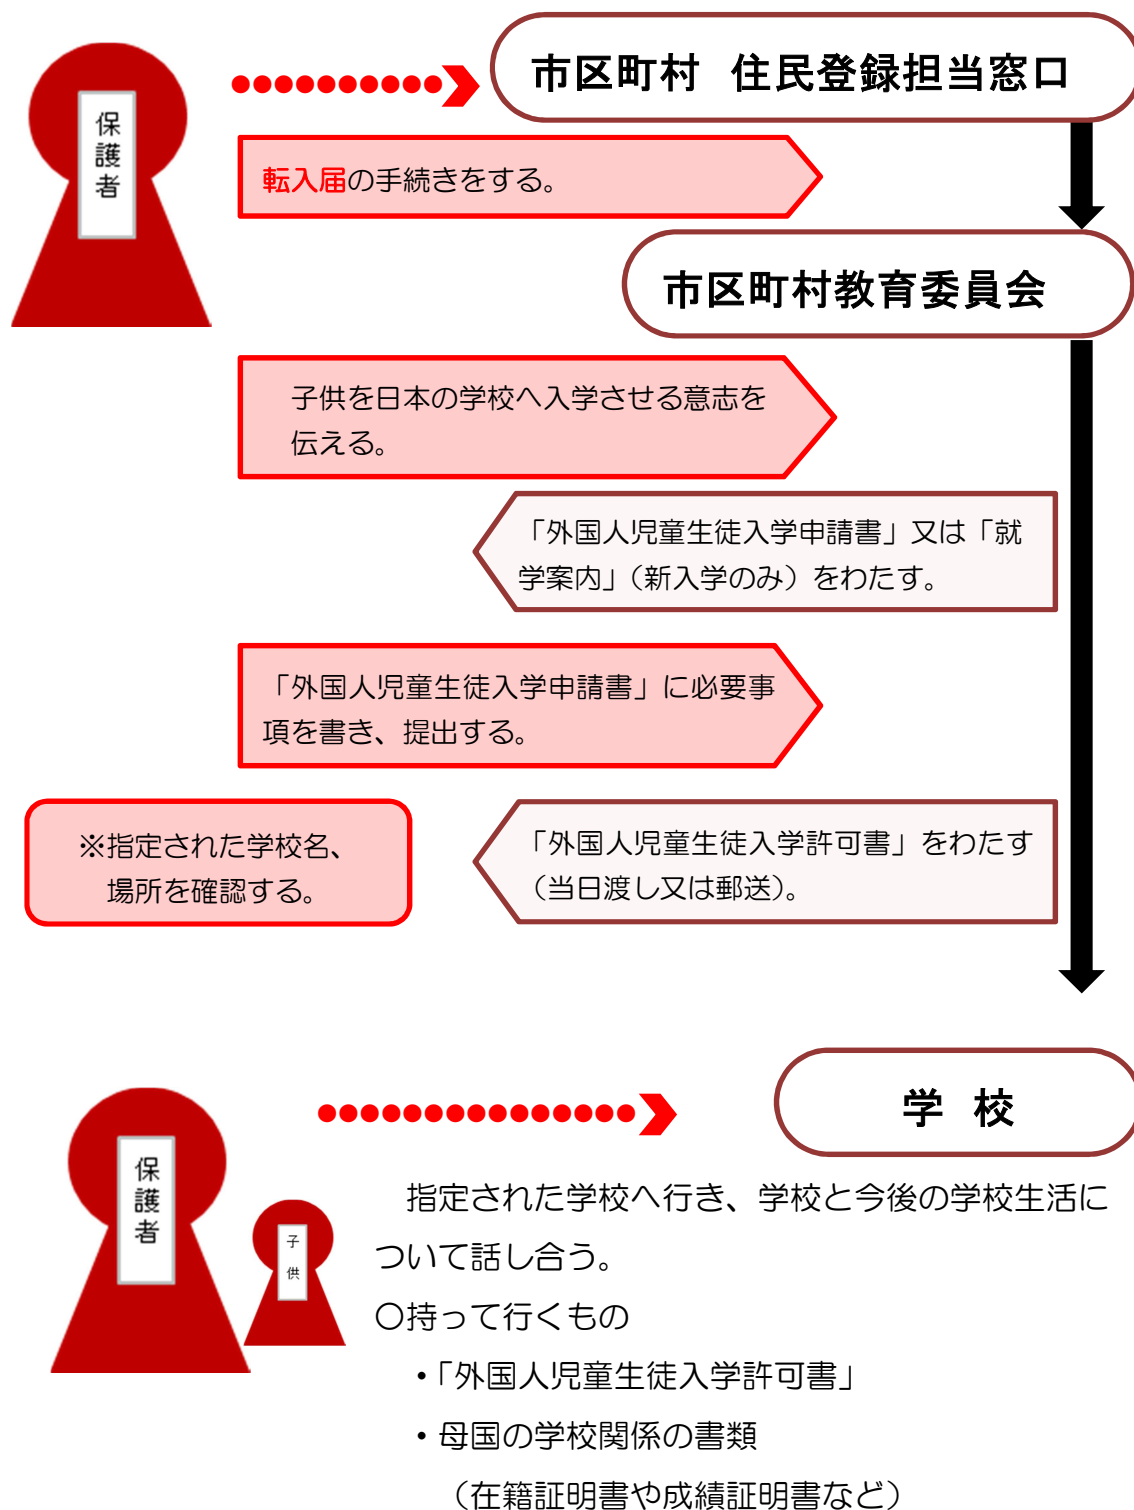 保護者
市区町村 住民登録担当窓口
転入届の手続きをする。
市区町村教育委員会
子供を日本の学校へ入学させる意志を
伝える。
「外国人児童生徒入学申請書」又は「就
学案内」（新入学のみ）をわたす。
「外国人児童生徒入学申請書」に必要事
項を書き、提出する。
※指定された学校名、
場所を確認する。
「外国人児童生徒入学許可書」をわたす
（当日渡し又は郵送）。
保護者
子供
学 校
指定された学校へ行き、学校と今後の学校生活に
ついて話し合う。
〇持って行くもの
・「外国人児童生徒入学許可書」
・母国の学校関係の書類
（在籍証明書や成績証明書など）